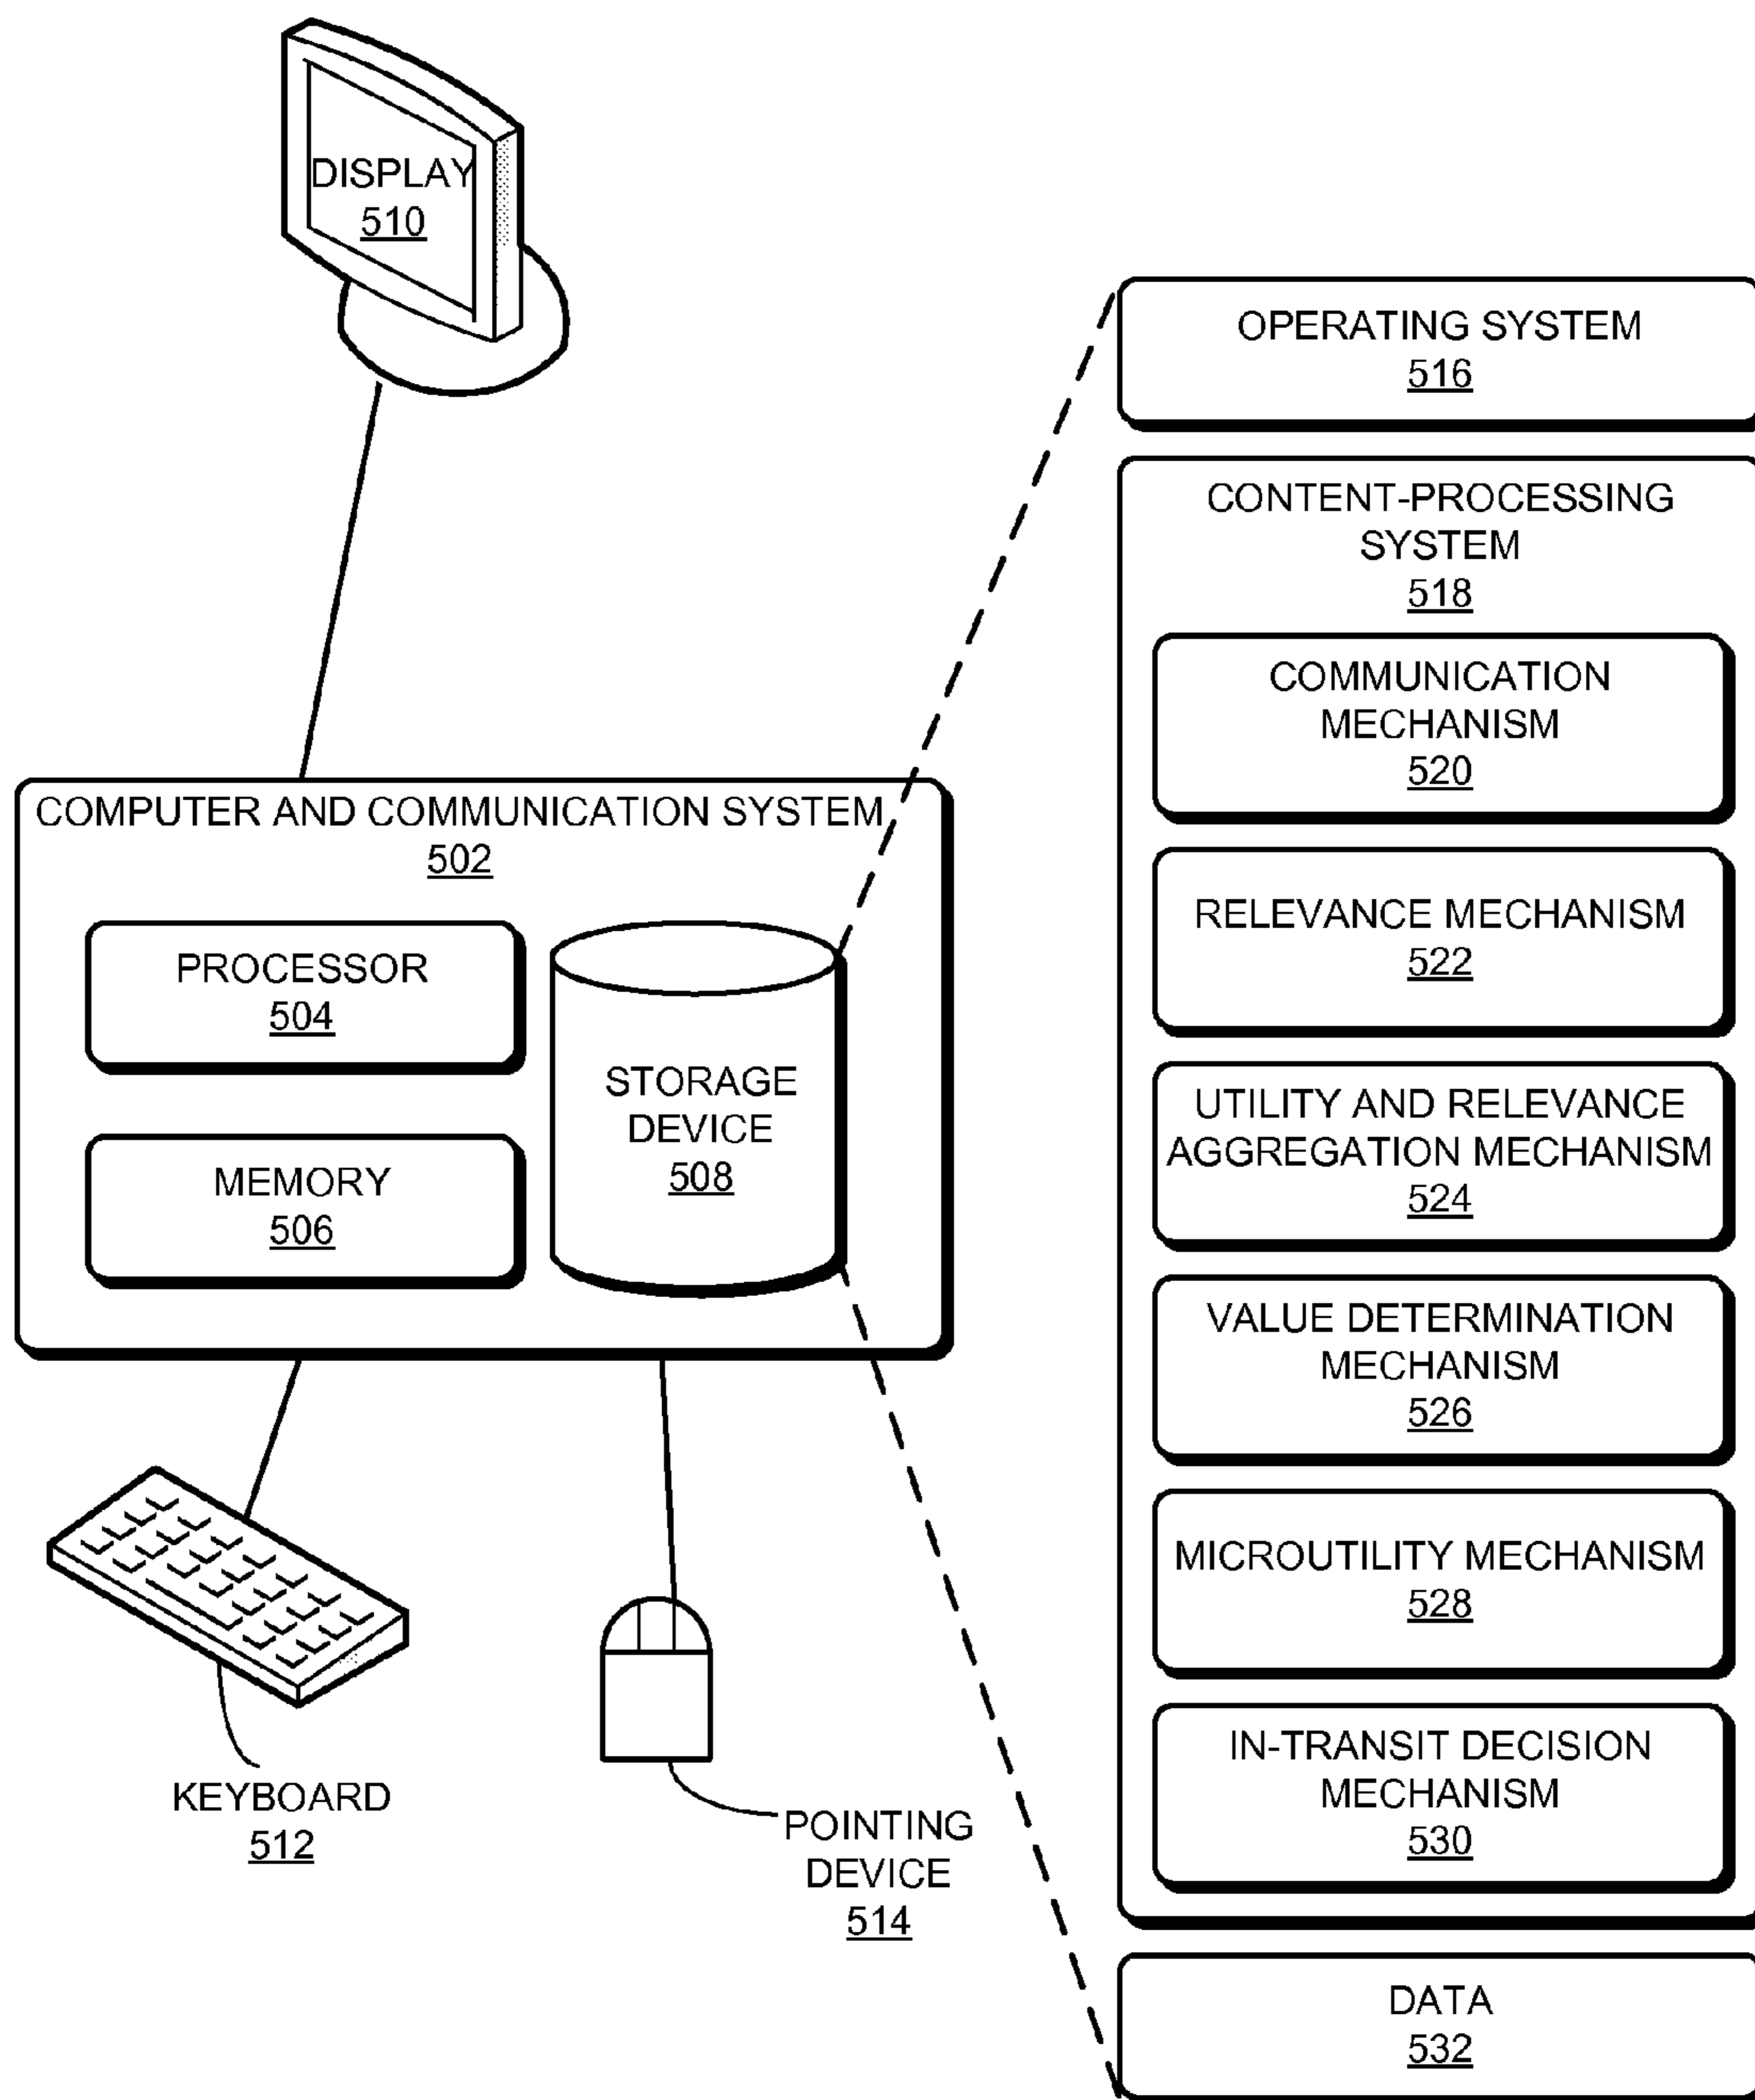 DISPLAY
510
COMPUTER AND COMMUNICATION SYSTEM
502
PROCESSOR
504
MEMORY
506
STORAGE
DEVICE
508
KEYBOARD
512
POINTING
DEVICE
514
OPERATING SYSTEM
516
CONTENT-PROCESSING
SYSTEM
518
COMMUNICATION
MECHANISM
520
RELEVANCE MECHANISM
522
UTILITY AND RELEVANCE
AGGREGATION MECHANISM
524
VALUE DETERMINATION
MECHANISM
526
MICROUTILITY MECHANISM
528
IN-TRANSIT DECISION
MECHANISM
530
DATA
532